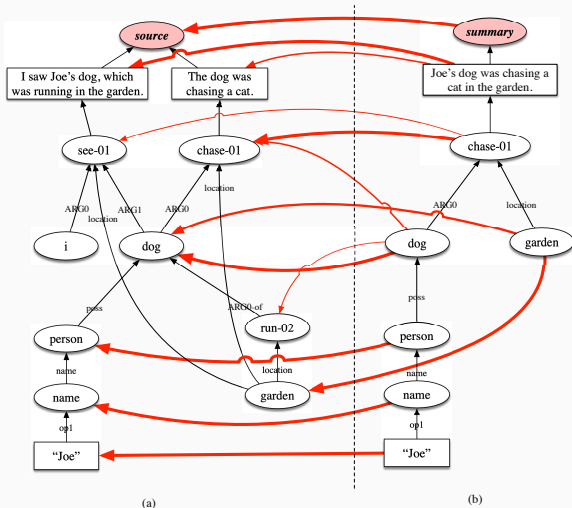 source
summary
I saw Joe's dog, which
was running in the garden.
The dog was
chasing a cat.
Joe's dog was chasing a
cat in the garden.
see-01
chase-01
chase-01
location
location
ARG0
location
ARG1
ARG0
ARG0
i
dog
dog
garden
poss
ARG0-of
poss
person
run-02
person
name
location
name
name
garden
name
op1
op1
"Joe"
"Joe"
(a)
(b)